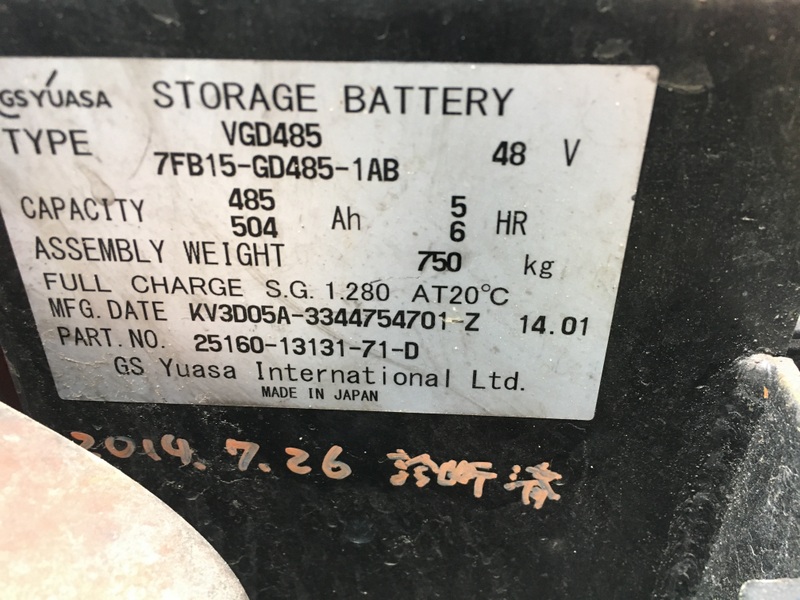 GS YUASA STORAGE BATTERY
TYPE VGD485 48 V
7FB15-GD485-1AB
CAPACITY 485 Ah 5 HR
504 6
ASSEMBLY WEIGHT 750 kg
FULL CHARGE S.G. 1.280 AT20℃
MFG. DATE KV3D05A-3344754701-Z 14.01
PART. NO. 25160-13131-71-D
GS Yuasa International Ltd.
MADE IN JAPAN
2014.7.26 診断済